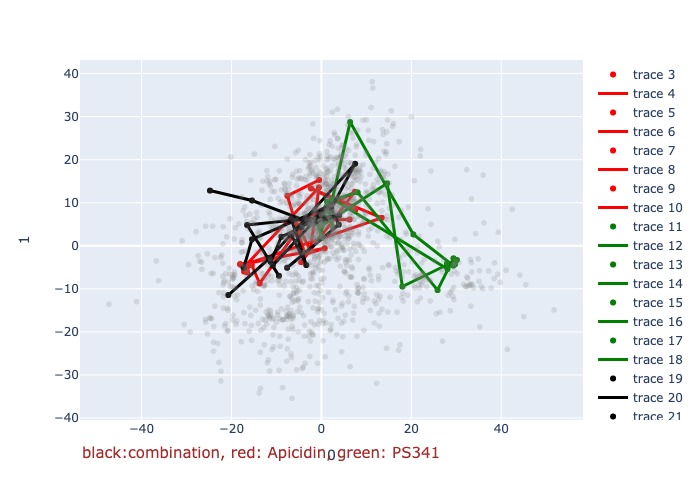 40
30
20
10
0
−10
−20
−30
−40
1
−40
−20
0
20
40
0
black:combination, red: Apicidin, green: PS341
trace 3
trace 4
trace 5
trace 6
trace 7
trace 8
trace 9
trace 10
trace 11
trace 12
trace 13
trace 14
trace 15
trace 16
trace 17
trace 18
trace 19
trace 20
trace 21